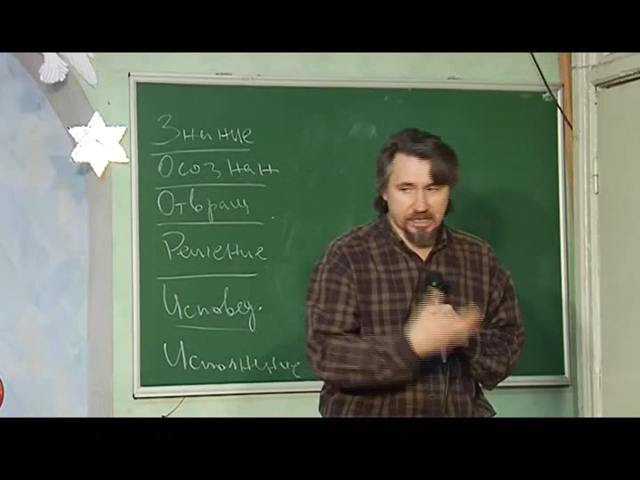 Знание
Осознан
Отвращ.
Решение
Исповед.
Исполнение